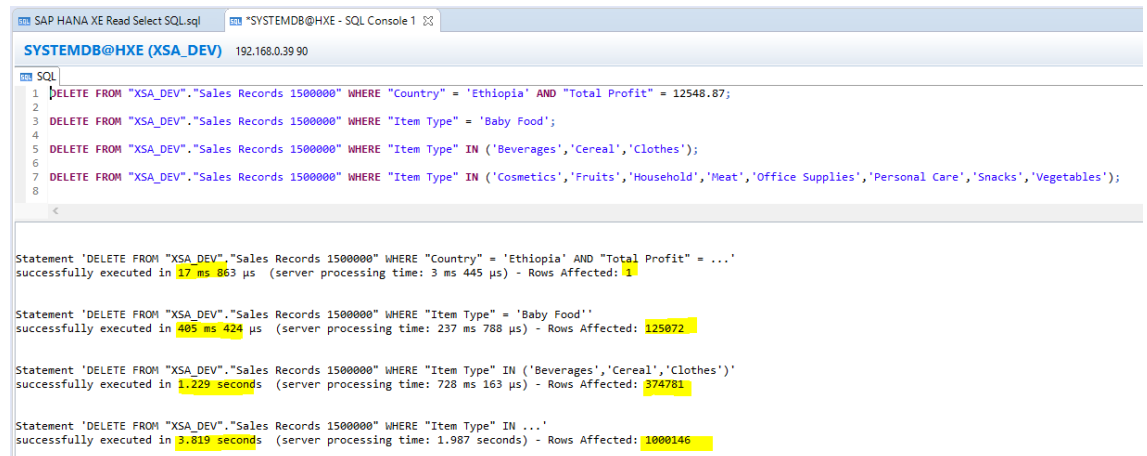 SAP HANA XE Read Select SQL.sql
*SYSTEMDB@HXE - SQL Console 1
SYSTEMDB@HXE (XSA_DEV) 192.168.0.39 90
SQL
1 DELETE FROM "XSA_DEV"."Sales Records 1500000" WHERE "Country" = 'Ethiopia' AND "Total Profit" = 12548.87;
2
3 DELETE FROM "XSA_DEV"."Sales Records 1500000" WHERE "Item Type" = 'Baby Food';
4
5 DELETE FROM "XSA_DEV"."Sales Records 1500000" WHERE "Item Type" IN ('Beverages','Cereal','Clothes');
6
7 DELETE FROM "XSA_DEV"."Sales Records 1500000" WHERE "Item Type" IN ('Cosmetics','Fruits','Household','Meat','Office Supplies','Personal Care','Snacks','Vegetables');
8
Statement 'DELETE FROM "XSA_DEV"."Sales Records 1500000" WHERE "Country" = 'Ethiopia' AND "Total Profit" = ...'
successfully executed in 17 ms 863 µs (server processing time: 3 ms 445 µs) - Rows Affected: 1
Statement 'DELETE FROM "XSA_DEV"."Sales Records 1500000" WHERE "Item Type" = 'Baby Food''
successfully executed in 405 ms 424 µs (server processing time: 237 ms 788 µs) - Rows Affected: 125072
Statement 'DELETE FROM "XSA_DEV"."Sales Records 1500000" WHERE "Item Type" IN ('Beverages','Cereal','Clothes')'
successfully executed in 1.229 seconds (server processing time: 728 ms 163 µs) - Rows Affected: 374781
Statement 'DELETE FROM "XSA_DEV"."Sales Records 1500000" WHERE "Item Type" IN ...'
successfully executed in 3.819 seconds (server processing time: 1.987 seconds) - Rows Affected: 1000146